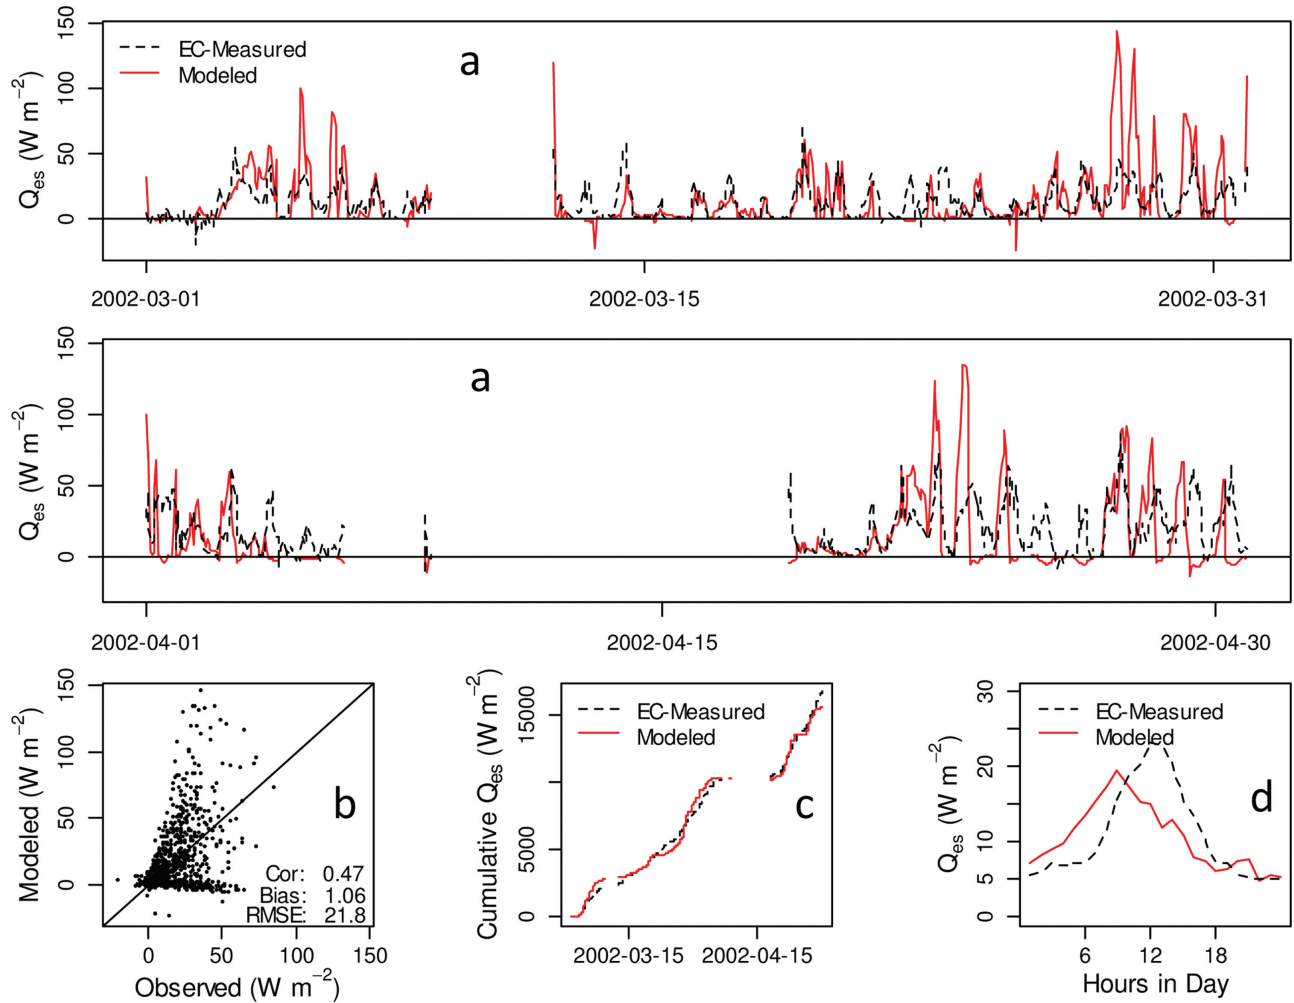 150
100
50
0
Qes (W m−2)
EC-Measured
Modeled
a
2002-03-01
2002-03-15
2002-03-31
150
100
50
0
Qes (W m−2)
a
2002-04-01
2002-04-15
2002-04-30
150
100
50
0
Modeled (W m−2)
b
Cor: 0.47
Bias: 1.06
RMSE: 21.8
0 50 100 150
Observed (W m−2)
15000
5000
0
Cumulative Qes (W m−2)
EC-Measured
Modeled
c
2002-03-15 2002-04-15
30
20
10
5
0
Qes (W m−2)
EC-Measured
Modeled
d
6 12 18
Hours in Day